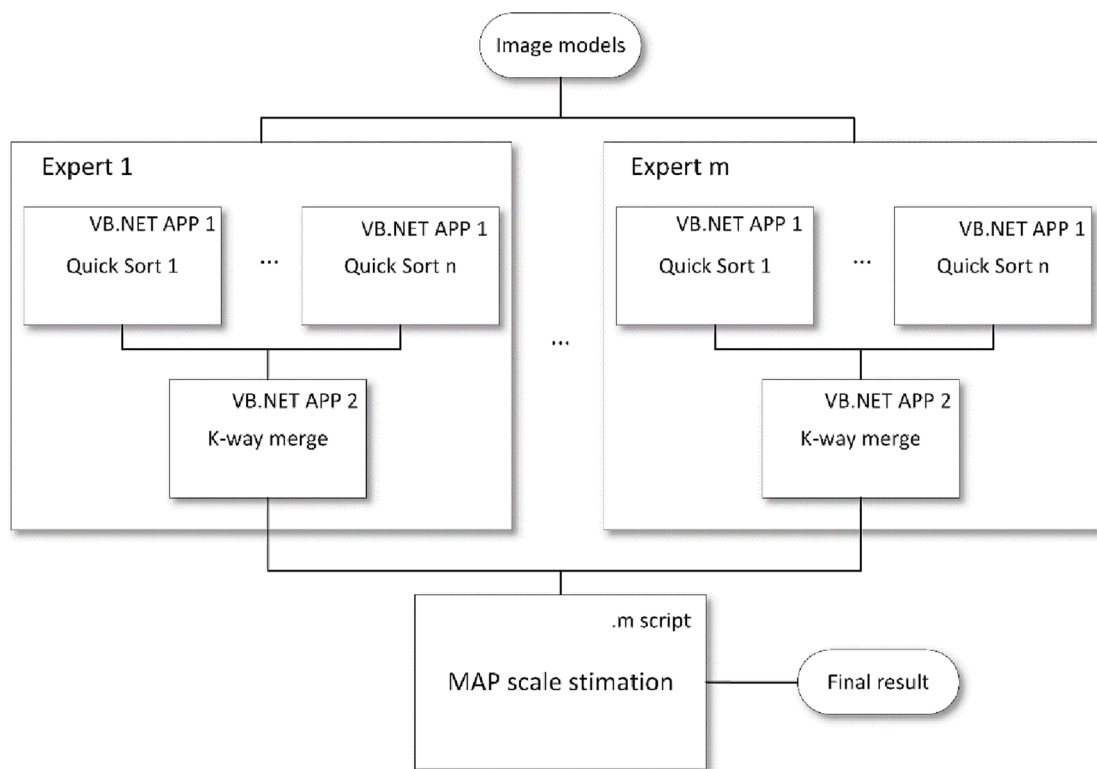 Image models
Expert 1
VB.NET APP 1
Quick Sort 1
...
VB.NET APP 1
Quick Sort n
VB.NET APP 2
K-way merge
...
Expert m
VB.NET APP 1
Quick Sort 1
...
VB.NET APP 1
Quick Sort n
VB.NET APP 2
K-way merge
.m script
MAP scale stimation
Final result